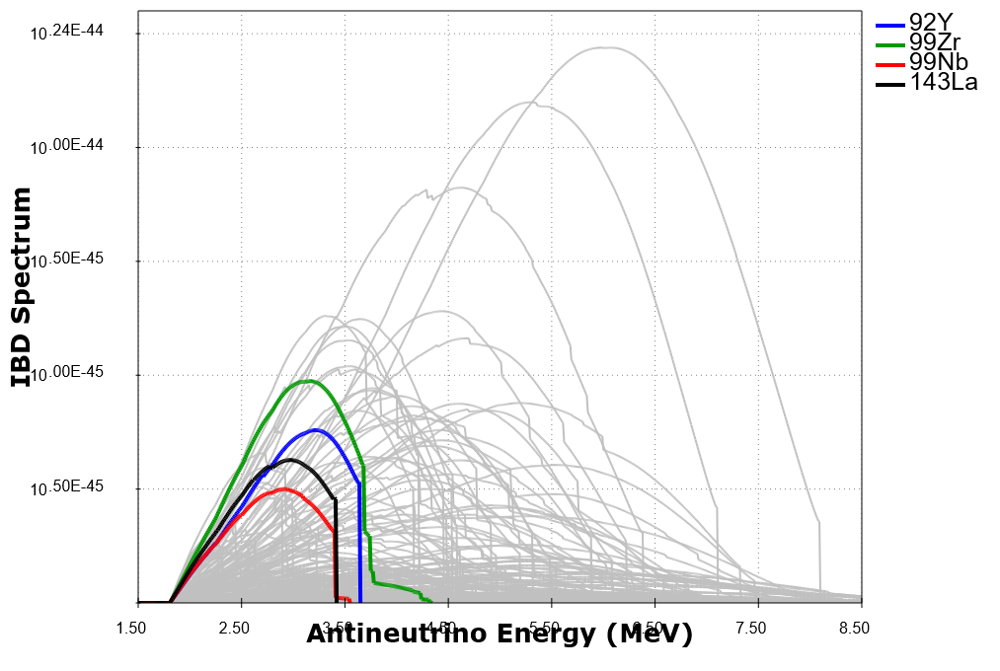 10.24E-44
10.00E-44
10.50E-45
10.00E-45
10.50E-45
IBD Spectrum
1.50 2.50 3.50 4.50 5.50 6.50 7.50 8.50
Antineutrino Energy (MeV)
92Y
99Zr
99Nb
143La